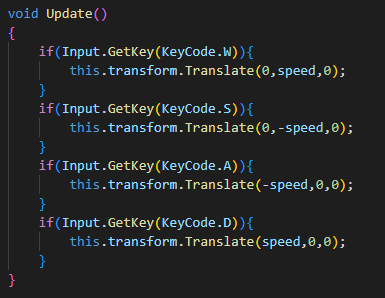 void Update()
{
    if(Input.GetKey(KeyCode.W)){
        this.transform.Translate(0,speed,0);
    }
    if(Input.GetKey(KeyCode.S)){
        this.transform.Translate(0,-speed,0);
    }
    if(Input.GetKey(KeyCode.A)){
        this.transform.Translate(-speed,0,0);
    }
    if(Input.GetKey(KeyCode.D)){
        this.transform.Translate(speed,0,0);
    }
}